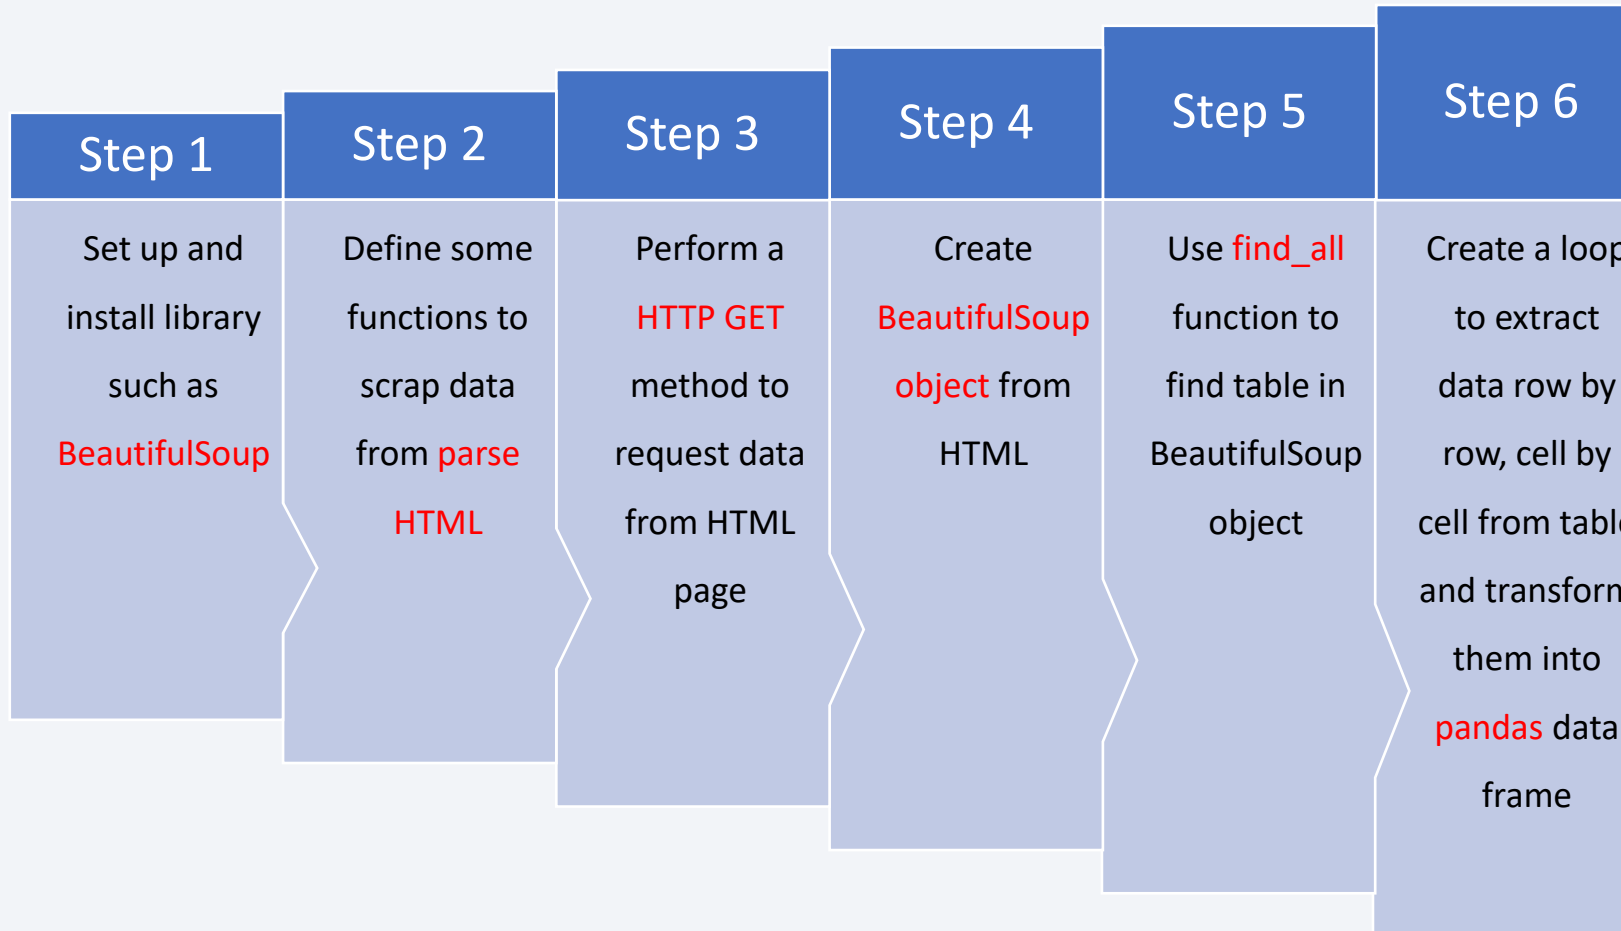 Step 1
Set up and
install library
such as
BeautifulSoup
Step 2
Define some
functions to
scrap data
from parse
HTML
Step 3
Perform a
HTTP GET
method to
request data
from HTML
page
Step 4
Create
BeautifulSoup
object from
HTML
Step 5
Use find_all
function to
find table in
BeautifulSoup
object
Step 6
Create a loop
to extract
data row by
row, cell by
cell from table
and transform
them into
pandas data
frame